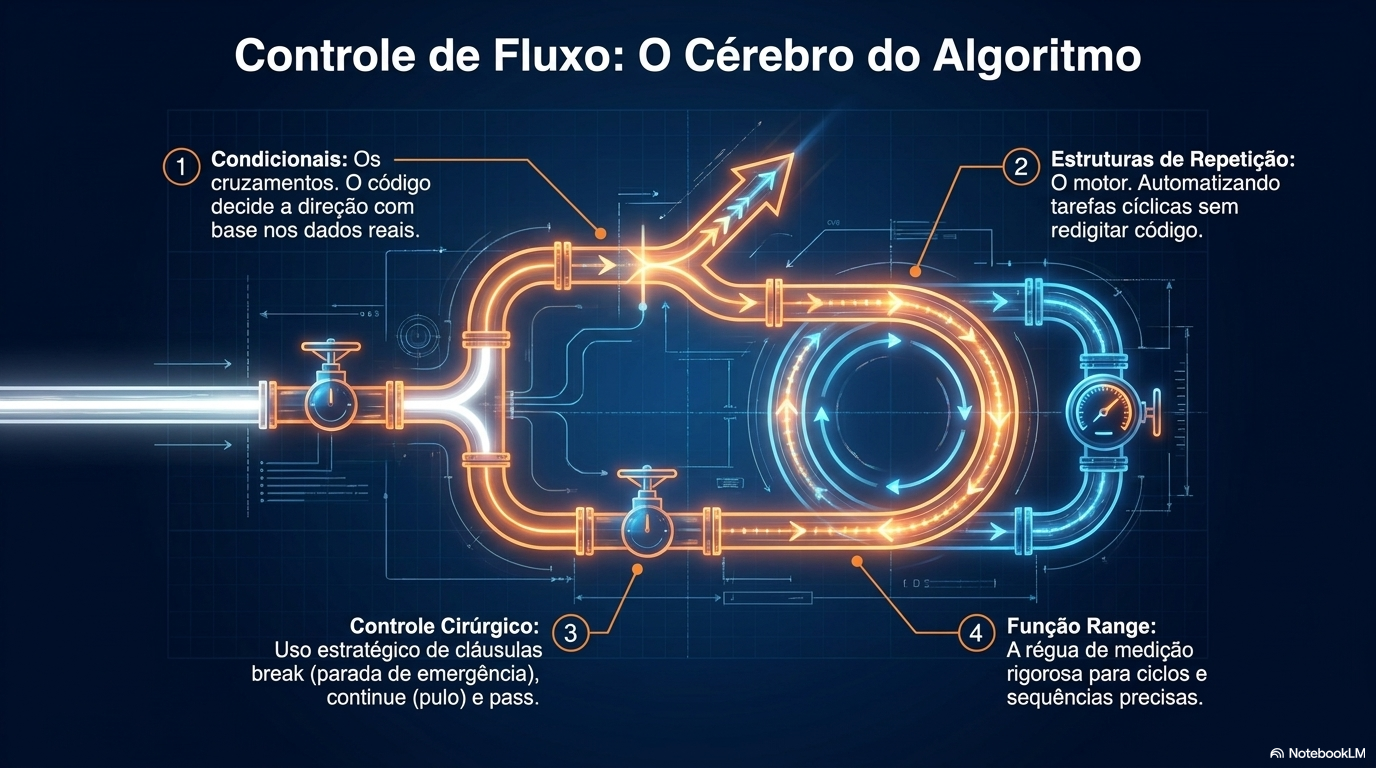 Controle de Fluxo: O Cérebro do Algoritmo
1
Condicionais: Os
cruzamentos. O código
decide a direção com
base nos dados reais.
2
Estruturas de Repetição:
O motor. Automatizando
tarefas cíclicas sem
redigitar código.
Controle Cirúrgico:
Uso estratégico de cláusulas
break (parada de emergência),
continue (pulo) e pass.
3
4
Função Range:
A régua de medição
rigorosa para ciclos e
sequências precisas.
NotebookLM